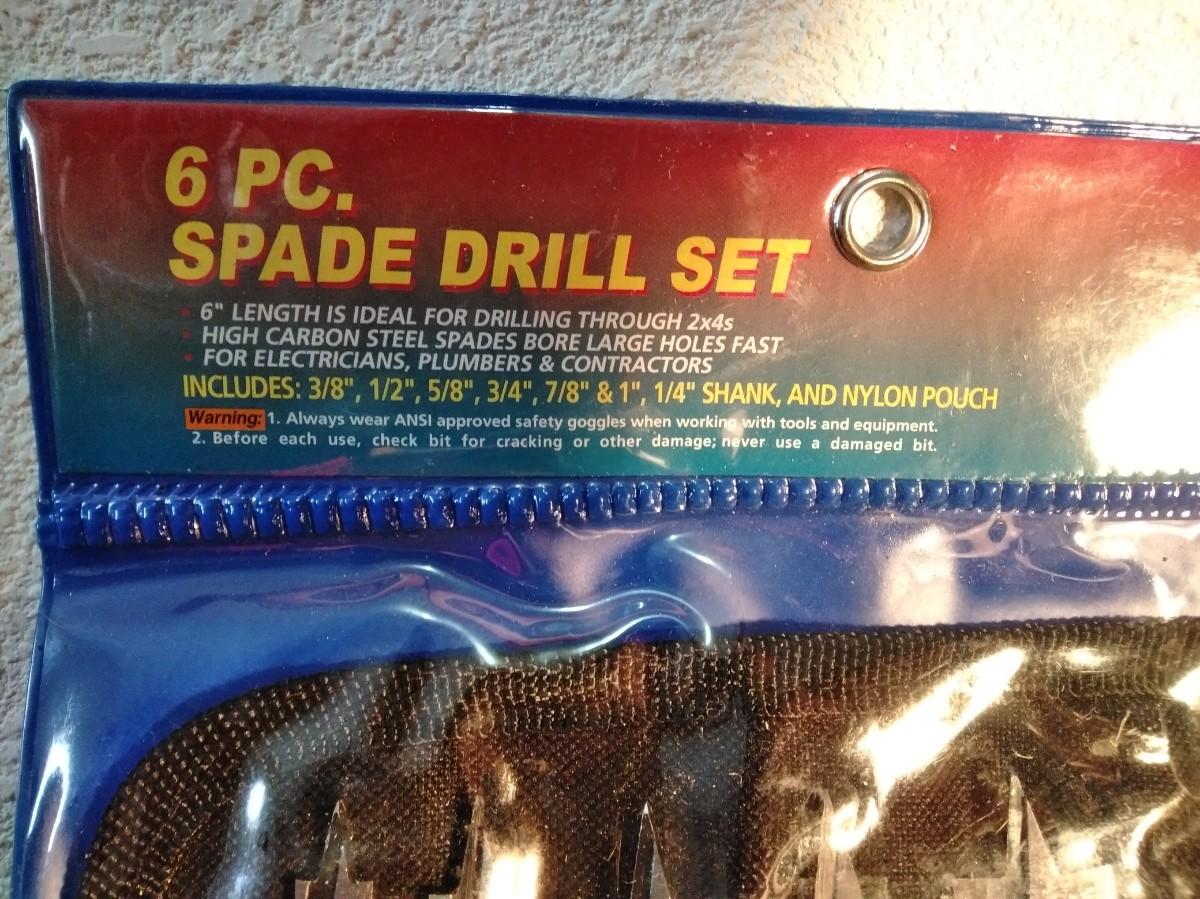 6 PC.
SPADE DRILL SET
• 6" LENGTH IS IDEAL FOR DRILLING THROUGH 2x4s
• HIGH CARBON STEEL SPADES BORE LARGE HOLES FAST
• FOR ELECTRICIANS, PLUMBERS & CONTRACTORS
INCLUDES: 3/8", 1/2", 5/8", 3/4", 7/8" & 1", 1/4" SHANK, AND NYLON POUCH
Warning: 1. Always wear ANSI approved safety goggles when working with tools and equipment.
2. Before each use, check bit for cracking or other damage; never use a damaged bit.